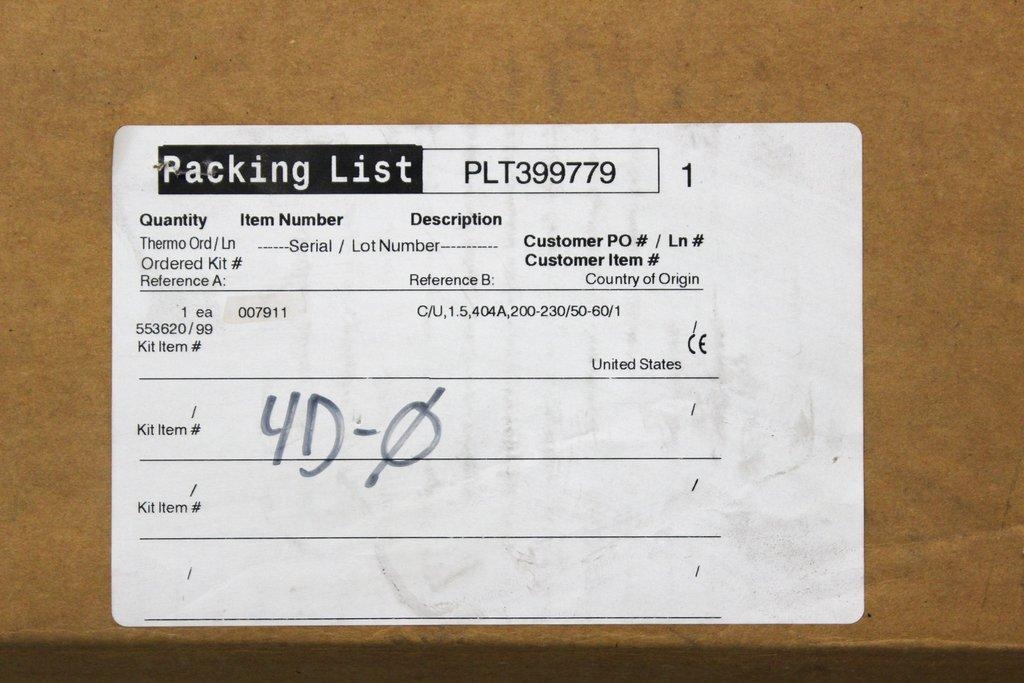 Packing List PLT399779 1
Quantity Item Number Description
Thermo Ord / Ln ------Serial / Lot Number----------- Customer PO # / Ln #
Ordered Kit # Customer Item #
Reference A: Reference B: Country of Origin
1 ea 007911 C/U,1.5,404A,200-230/50-60/1
553620/99 /
Kit Item # CE
United States
/ /
Kit Item # 4D-Ø
/ /
Kit Item #
/ /